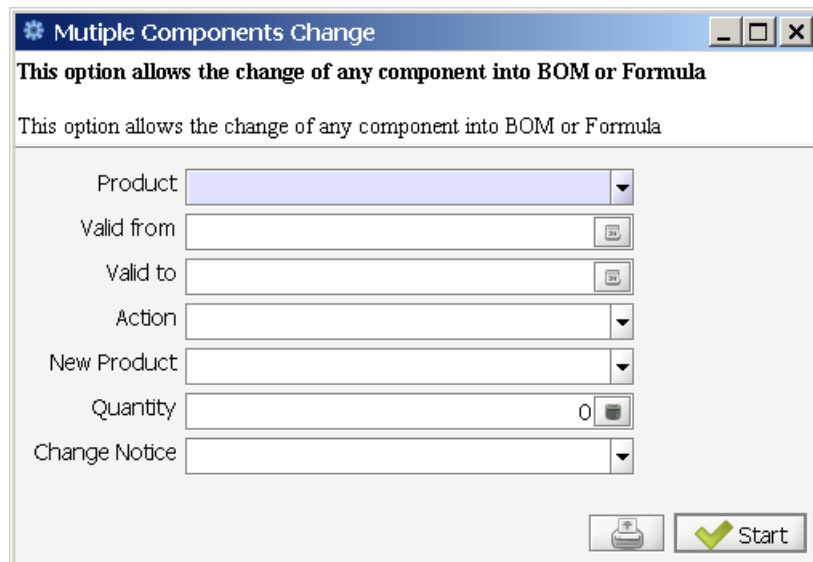 Mutiple Components Change
This option allows the change of any component into BOM or Formula
This option allows the change of any component into BOM or Formula
Product
Valid from
Valid to
Action
New Product
Quantity 0
Change Notice
Start